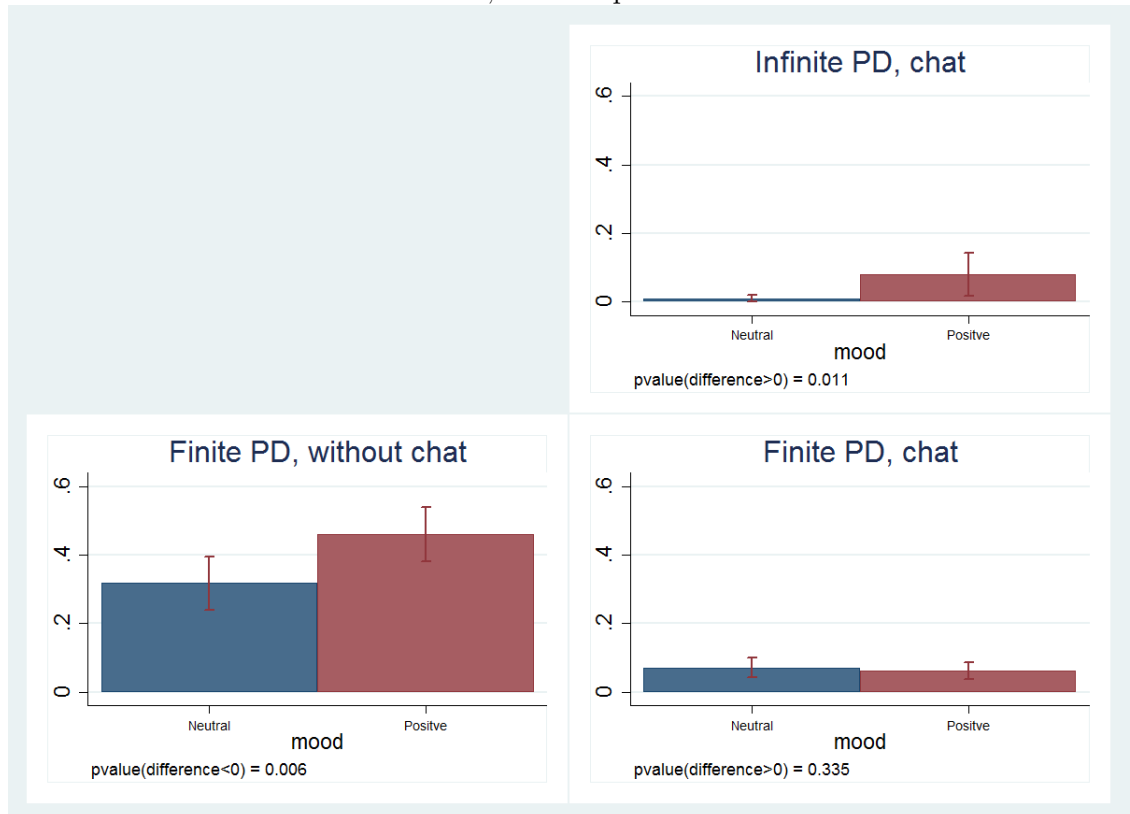 Infinite PD, chat
.6
.4
.2
0
Neutral Positve
mood
pvalue(difference>0) = 0.011
Finite PD, without chat
.6
.4
.2
0
Neutral Positve
mood
pvalue(difference<0) = 0.006
Finite PD, chat
.6
.4
.2
0
Neutral Positve
mood
pvalue(difference>0) = 0.335